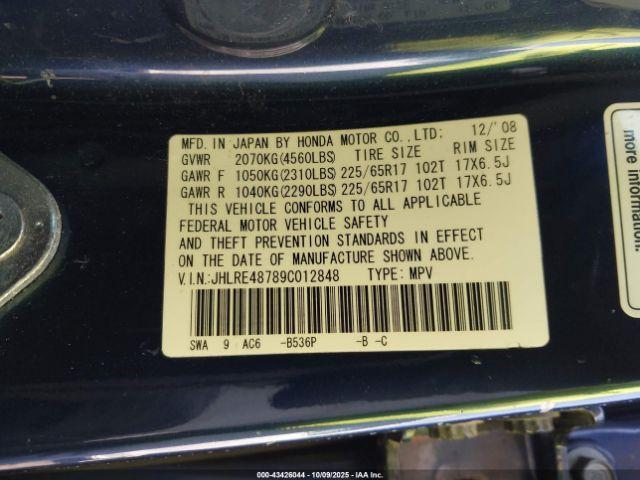 MFD. IN JAPAN BY HONDA MOTOR CO.,LTD: 12/'08
GVWR 2070KG(4560LBS) TIRE SIZE RIM SIZE
GAWR F 1050KG(2310LBS) 225/65R17 102T 17X6.5J
GAWR R 1040KG(2290LBS) 225/65R17 102T 17X6.5J
THIS VEHICLE CONFORMS TO ALL APPLICABLE
FEDERAL MOTOR VEHICLE SAFETY
AND THEFT PREVENTION STANDARDS IN EFFECT
ON THE DATE OF MANUFACTURE SHOWN ABOVE.
V.I.N.:JHLRE48789C012848 TYPE: MPV
SWA 9 AC6 -B536P -B -C
more infor
000-43426044 - 10/09/2025 - IAAI, Inc.